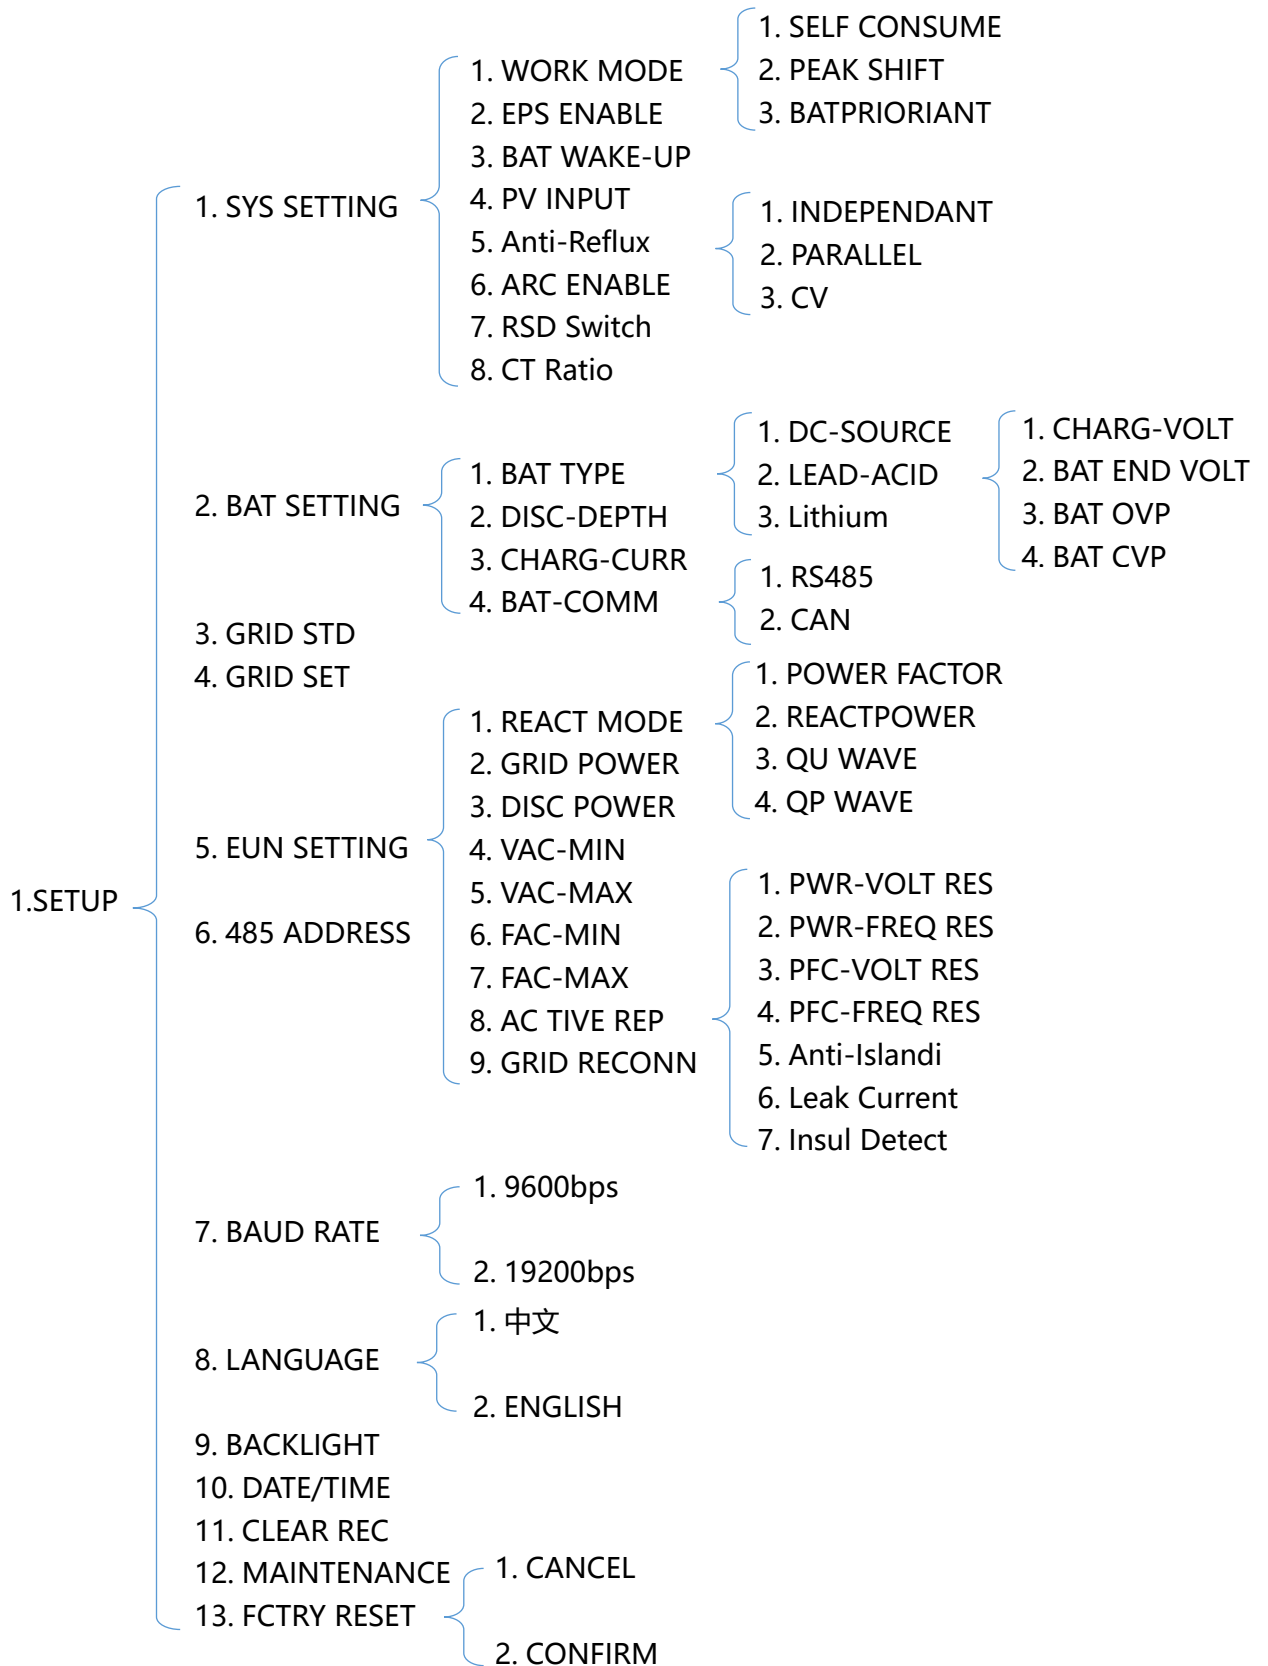 1.SETUP
1. SYS SETTING
1. WORK MODE
1. SELF CONSUME
2. PEAK SHIFT
3. BATPRIORIANT
2. EPS ENABLE
3. BAT WAKE-UP
4. PV INPUT
1. INDEPENDANT
2. PARALLEL
3. CV
5. Anti-Reflux
6. ARC ENABLE
7. RSD Switch
8. CT Ratio
2. BAT SETTING
1. BAT TYPE
1. DC-SOURCE
2. LEAD-ACID
1. CHARG-VOLT
2. BAT END VOLT
3. BAT OVP
4. BAT CVP
3. Lithium
2. DISC-DEPTH
3. CHARG-CURR
4. BAT-COMM
1. RS485
2. CAN
3. GRID STD
4. GRID SET
5. EUN SETTING
1. REACT MODE
1. POWER FACTOR
2. REACTPOWER
3. QU WAVE
4. QP WAVE
2. GRID POWER
3. DISC POWER
4. VAC-MIN
5. VAC-MAX
6. FAC-MIN
7. FAC-MAX
8. AC TIVE REP
1. PWR-VOLT RES
2. PWR-FREQ RES
3. PFC-VOLT RES
4. PFC-FREQ RES
5. Anti-Islandi
6. Leak Current
7. Insul Detect
9. GRID RECONN
6. 485 ADDRESS
7. BAUD RATE
1. 9600bps
2. 19200bps
8. LANGUAGE
1. 中文
2. ENGLISH
9. BACKLIGHT
10. DATE/TIME
11. CLEAR REC
12. MAINTENANCE
13. FCTRY RESET
1. CANCEL
2. CONFIRM